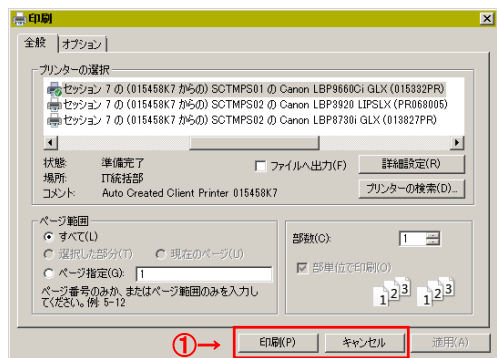 印刷
全般 オプション
プリンターの選択
セッション 7 の (015458K7 からの) SCTMPS01 の Canon LBP9660Ci GLX (015332PR)
セッション 7 の (015458K7 からの) SCTMPS02 の Canon LBP3920 LIPSLX (PR068005)
セッション 7 の (015458K7 からの) SCTMPS02 の Canon LBP8730i GLX (013827PR)
状態: 準備完了 ファイルへ出力(F) 詳細設定(R)
場所: IT統括部
コメント: Auto Created Client Printer 015458K7 プリンターの検索(D)...
ページ範囲
すべて(L) 部数(C): 1
選択した部分(T) 現在のページ(U)
ページ指定(G): 1 部単位で印刷(O)
ページ番号のみか、またはページ範囲のみを入力し
てください。例: 5-12
1 2 3 1 2 3
①→ 印刷(P) キャンセル 適用(A)